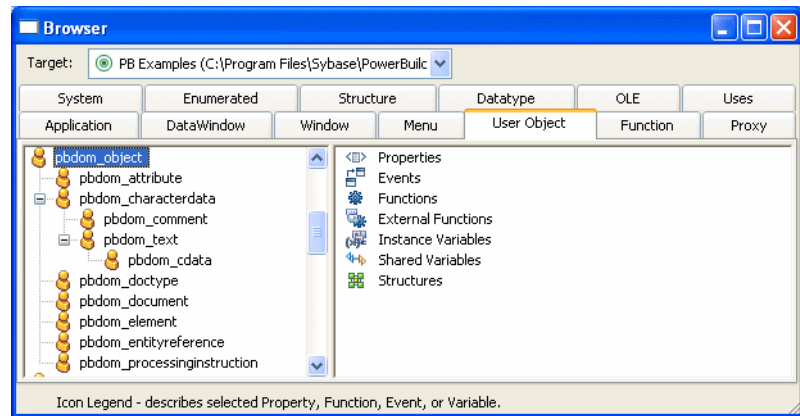 Browser
Target: PB Examples (C:\Program Files\Sybase\PowerBuilc
System Enumerated Structure Datatype OLE Uses
Application DataWindow Window Menu User Object Function Proxy
pbdom_object
pbdom_attribute
pbdom_characterdata
pbdom_comment
pbdom_text
pbdom_cdata
pbdom_doctype
pbdom_document
pbdom_element
pbdom_entityreference
pbdom_processinginstruction
Properties
Events
Functions
External Functions
Instance Variables
Shared Variables
Structures
Icon Legend - describes selected Property, Function, Event, or Variable.